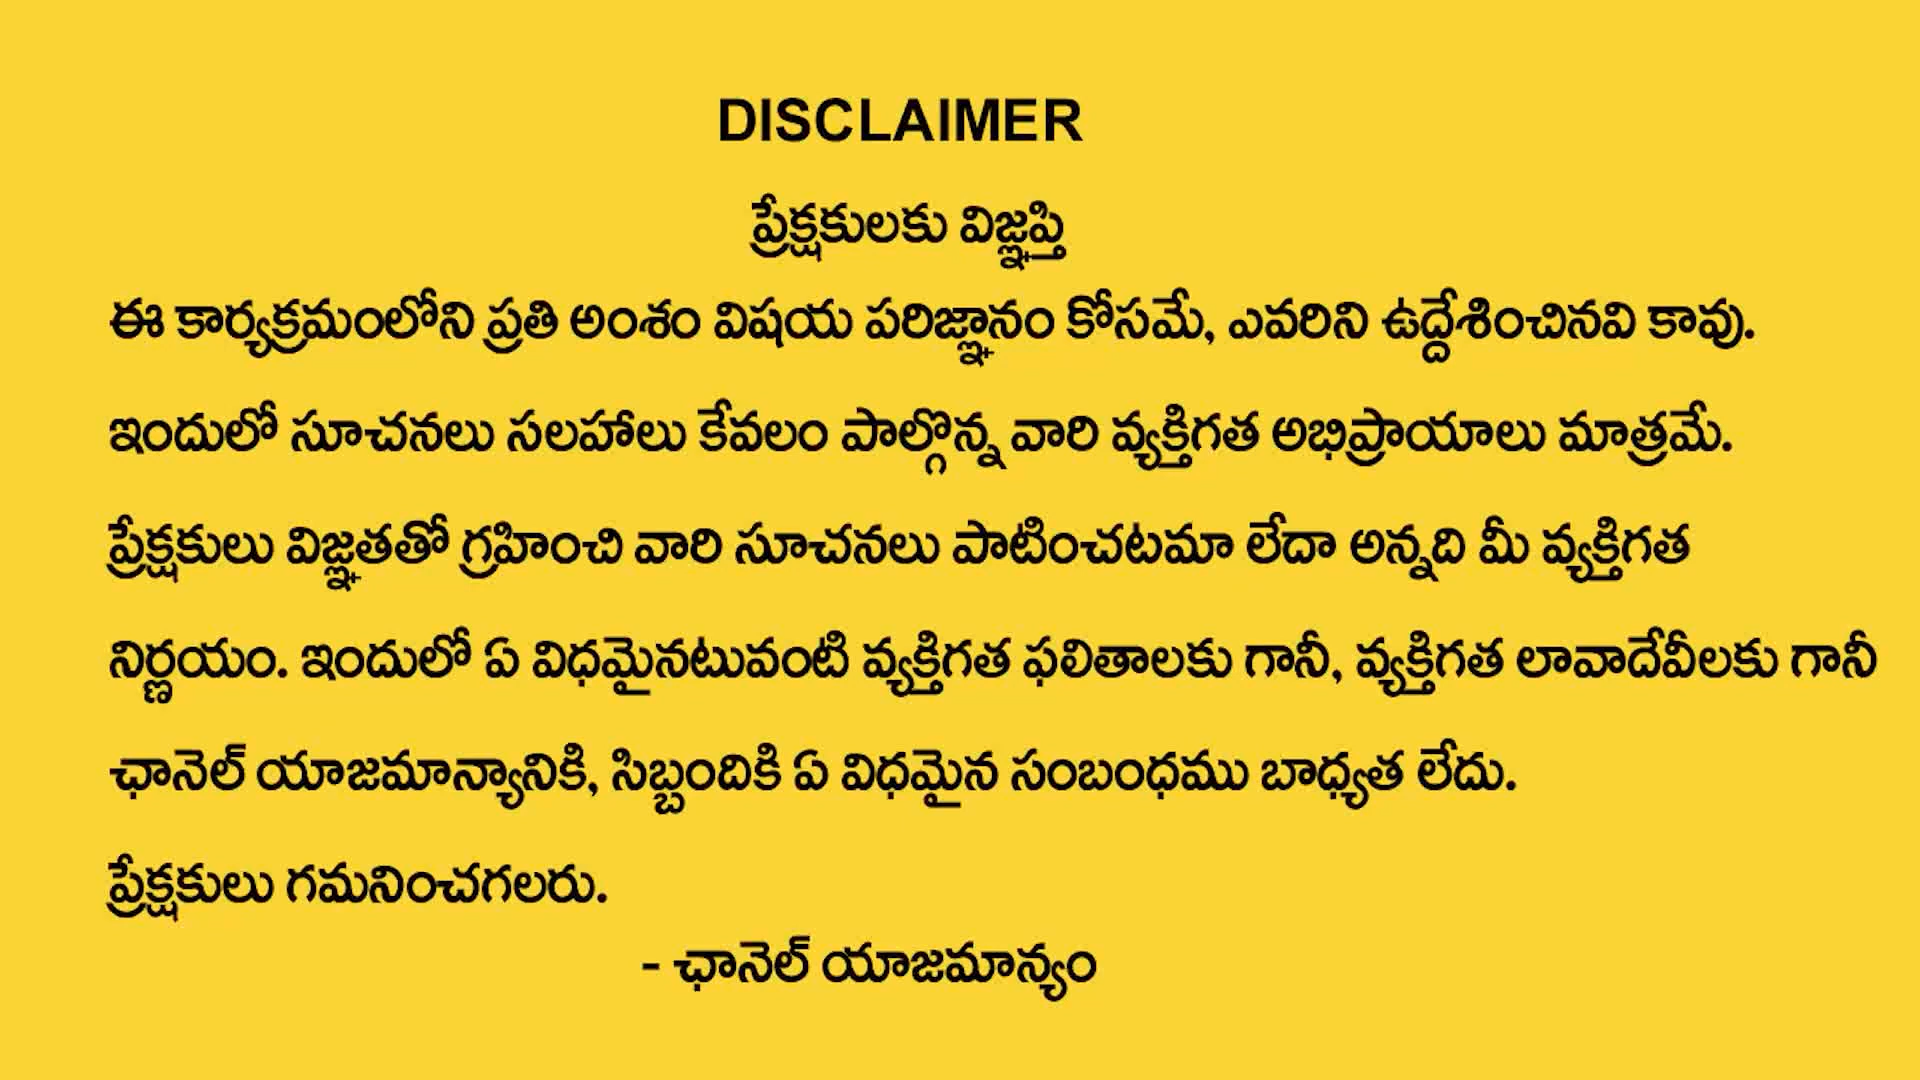 DISCLAIMER
ప్రేక్షకులకు విజ్ఞప్తి
ఈ కార్యక్రమంలోని ప్రతి అంశం విషయ పరిజ్ఞానం కోసమే, ఎవరిని ఉద్దేశించినవి కావు.
ఇందులో సూచనలు సలహాలు కేవలం పాల్గొన్న వారి వ్యక్తిగత అభిప్రాయాలు మాత్రమే.
ప్రేక్షకులు విజ్ఞతతో గ్రహించి వారి సూచనలు పాటించటమా లేదా అన్నది మీ వ్యక్తిగత
నిర్ణయం. ఇందులో ఏ విధమైనటువంటి వ్యక్తిగత ఫలితాలకు గానీ, వ్యక్తిగత లావాదేవీలకు గానీ
ఛానెల్ యాజమాన్యానికి, సిబ్బందికి ఏ విధమైన సంబంధము బాధ్యత లేదు.
ప్రేక్షకులు గమనించగలరు.
- ఛానెల్ యాజమాన్యం